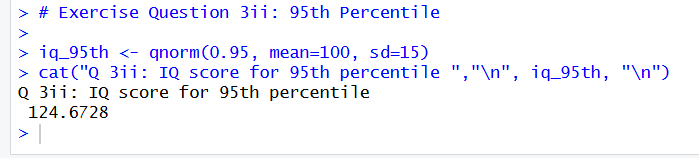 > # Exercise Question 3ii: 95th Percentile
>
> iq_95th <- qnorm(0.95, mean=100, sd=15)
> cat("Q 3ii: IQ score for 95th percentile ","\n", iq_95th, "\n")
Q 3ii: IQ score for 95th percentile
 124.6728
>